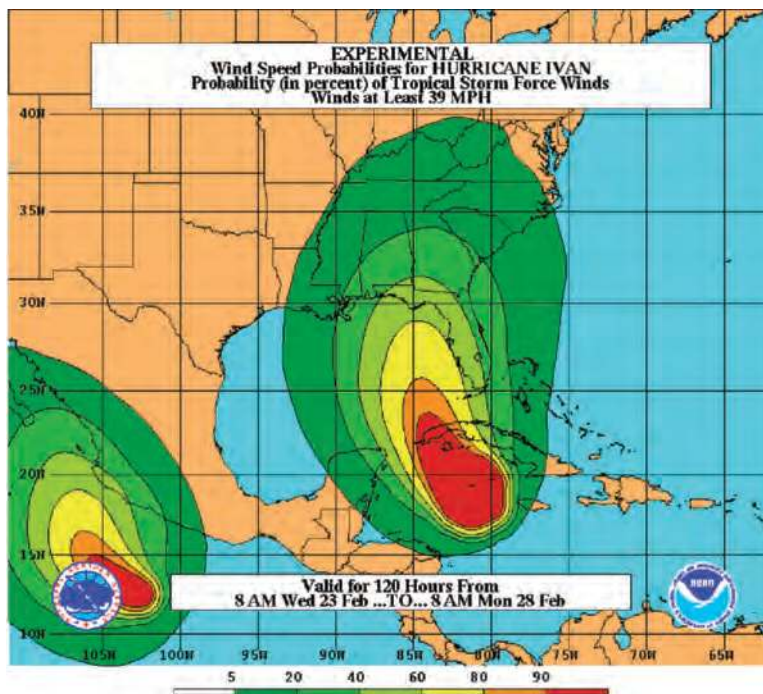 EXPERIMENTAL
Wind Speed Probabilities for HURRICANE IVAN
Probability (in percent) of Tropical Storm Force Winds
Winds at Least 39 MPH
40N
35N
30N
25N
20N
15N
10N
Valid for 120 Hours From
8 AM Wed 23 Feb ...TO... 8 AM Mon 28 Feb
noaa
105W 100W 95W 90W 85W 80W 75W 70W 65W
5 20 40 60 80 90